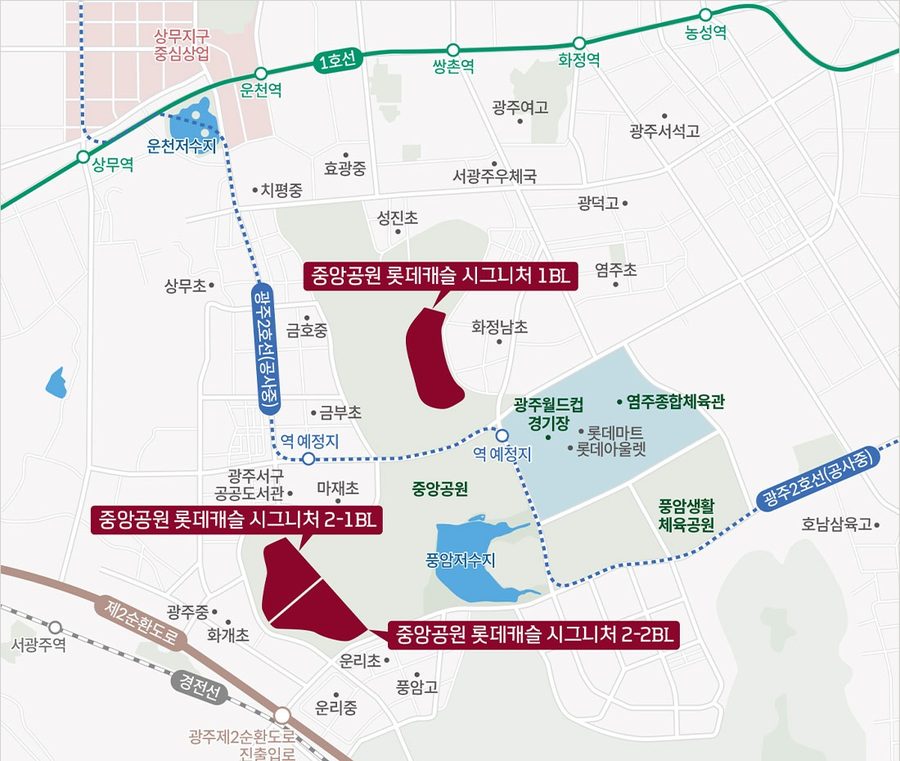 상무지구
중심상업
농성역
1호선
쌍촌역
화정역
운천역
광주여고
운천저수지
광주서석고
상무역
효광중
서광주우체국
치평중
광덕고
성진초
염주초
중앙공원 롯데캐슬 시그니처 1BL
상무초
광주2호선(공사중)
금호중
화정남초
광주월드컵
경기장
염주종합체육관
금부초
롯데마트
롯데아울렛
역 예정지
역 예정지
광주서구
공공도서관
마재초
중앙공원
광주2호선(공사중)
풍암생활
체육공원
중앙공원 롯데캐슬 시그니처 2-1BL
호남삼육고
풍암저수지
제2순환도로
광주중
화개초
서광주역
중앙공원 롯데캐슬 시그니처 2-2BL
운리초
경전선
풍암고
운리중
광주제2순환도로
진출입로